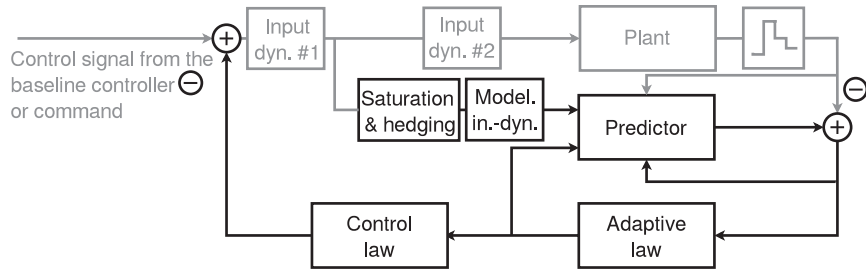 Input
dyn. #1
Input
dyn. #2
Plant
Control signal from the
baseline controller
or command
Saturation
& hedging
Model.
in.-dyn.
Predictor
Control
law
Adaptive
law